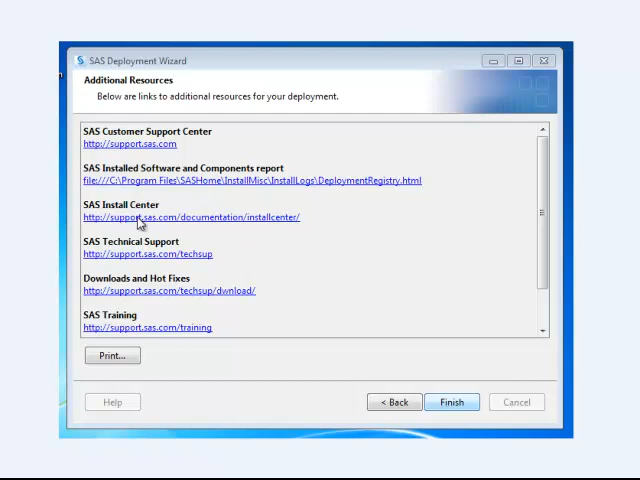 SAS Deployment Wizard
Additional Resources
Below are links to additional resources for your deployment.
SAS Customer Support Center
http://support.sas.com
SAS Installed Software and Components report
file:///C:\Program Files\SASHome\InstallMisc\InstallLogs\DeploymentRegistry.html
SAS Install Center
http://support.sas.com/documentation/installcenter/
SAS Technical Support
http://support.sas.com/techsup
Downloads and Hot Fixes
http://support.sas.com/techsup/dwnload/
SAS Training
http://support.sas.com/training
Print...
Help
< Back
Finish
Cancel